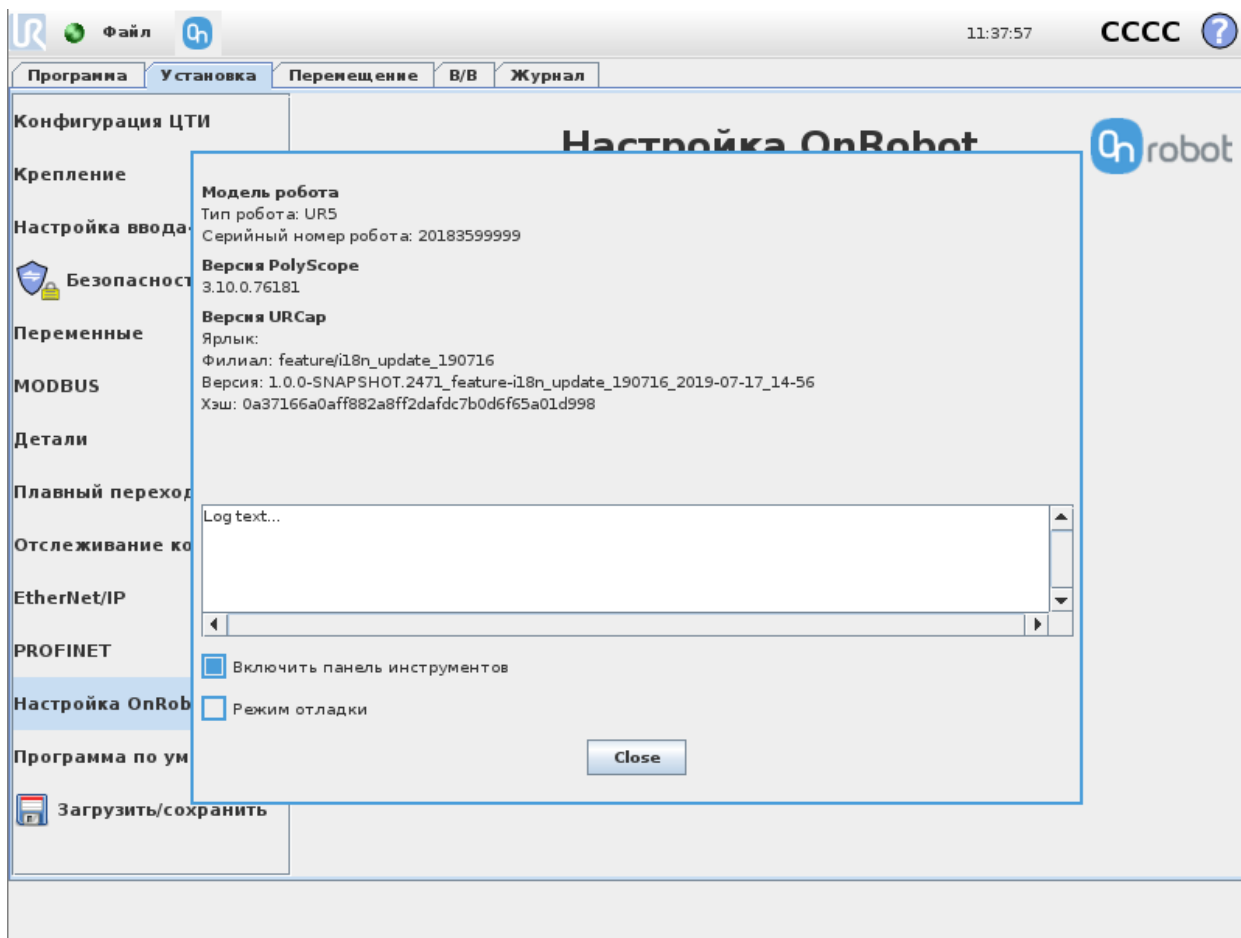 UR Файл On 11:37:57 CCCC ?
Программа Установка Перемещение В/В Журнал
Конфигурация ЦТИ
Настройка OnRobot
On robot
Крепление
Настройка ввода
Безопасност
Переменные
MODBUS
Детали
Плавный переход
Отслеживание ко
EtherNet/IP
PROFINET
Настройка OnRob
Программа по ум
Загрузить/сохранить
Модель робота
Тип робота: UR5
Серийный номер робота: 20183599999
Версия PolyScope
3.10.0.76181
Версия URCap
Ярлык:
Филиал: feature/i18n_update_190716
Версия: 1.0.0-SNAPSHOT.2471_feature-i18n_update_190716_2019-07-17_14-56
Хэш: 0a37166a0aff882a8ff2dafdc7b0d6f65a01d998
Log text...
Включить панель инструментов
Режим отладки
Close